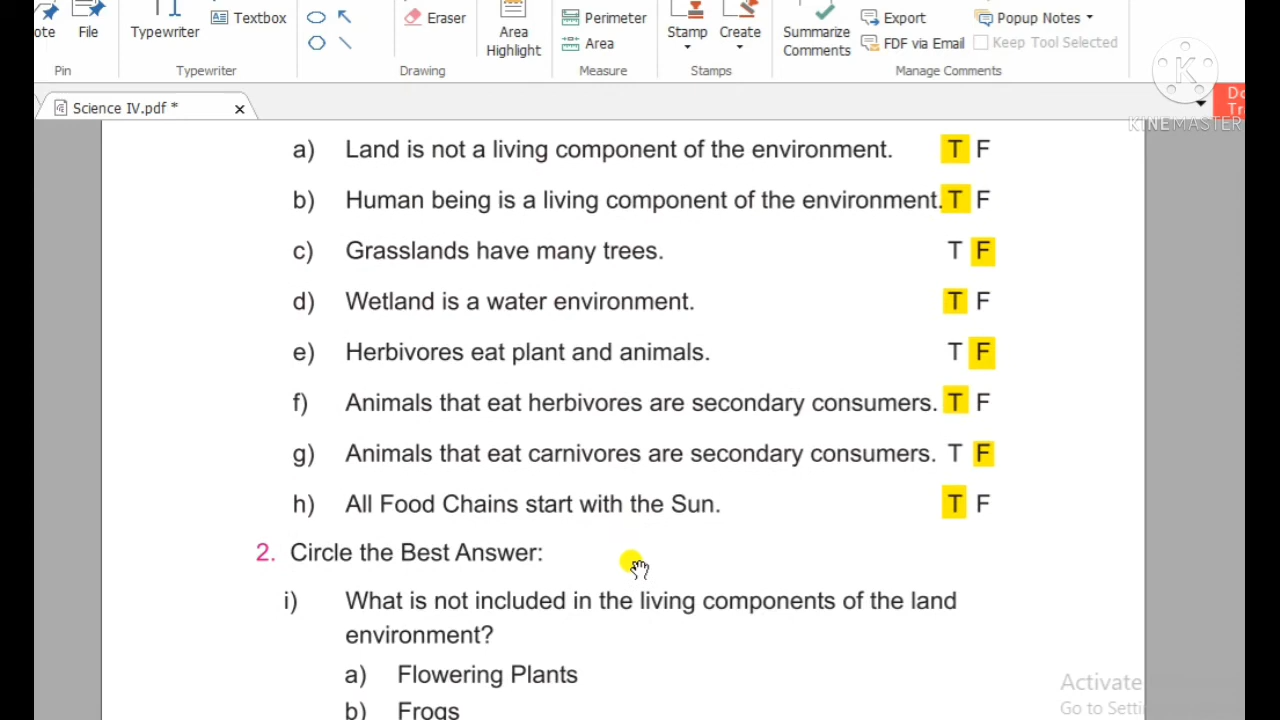 Textbox
Eraser
Perimeter
Export
Popup Notes
ote
File
Typewriter
Area
Highlight
Area
Stamp
Create
Summarize
Comments
FDF via Email
Keep Tool Selected
Pin
Typewriter
Drawing
Measure
Stamps
Manage Comments
Science IV.pdf *
K
KINEMASTER
a) Land is not a living component of the environment. T F
b) Human being is a living component of the environment. T F
c) Grasslands have many trees. T F
d) Wetland is a water environment. T F
e) Herbivores eat plant and animals. T F
f) Animals that eat herbivores are secondary consumers. T F
g) Animals that eat carnivores are secondary consumers. T F
h) All Food Chains start with the Sun. T F
2. Circle the Best Answer:
i) What is not included in the living components of the land
environment?
a) Flowering Plants
b) Frogs
Activate
Go to Setti